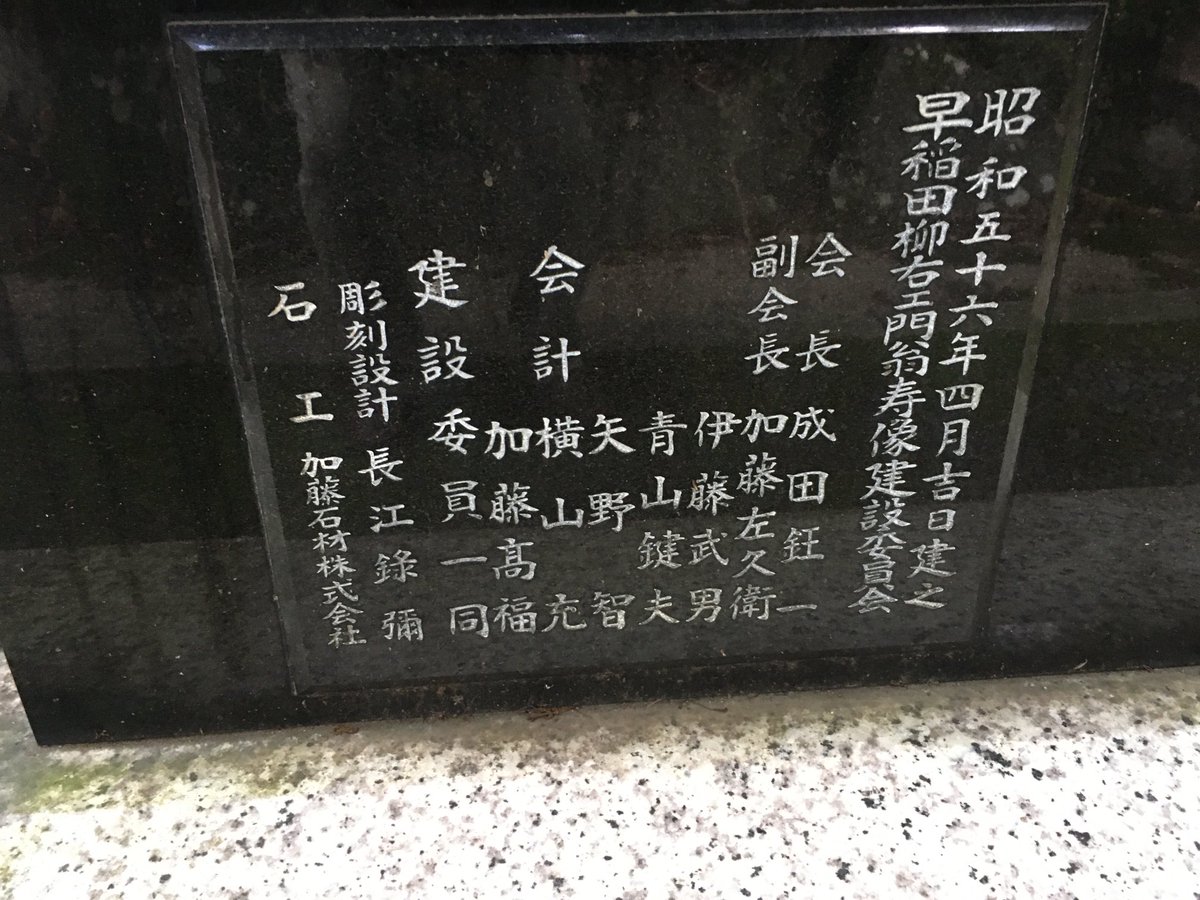 昭和五十六年四月吉日建之
早稲田柳右エ門翁寿像建設委員会
会長 成田鈺一
副会長 加藤左久衛
伊藤武男
青山鍵夫
矢野智
会計 横山充
加藤髙福
建設委員一同
彫刻設計 長江錄彌
石工 加藤石材株式会社